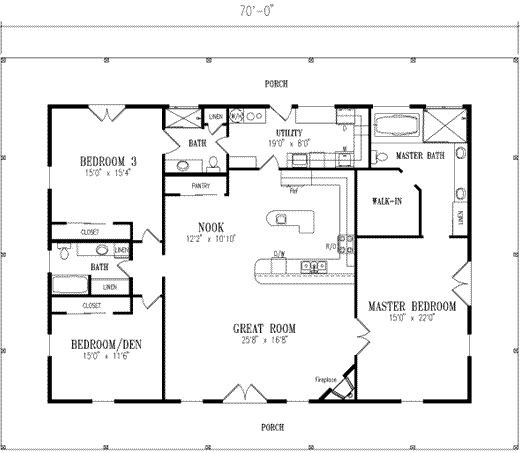 70'-0"
PORCH
LINEN
W/H
UTILITY
19'0" x 8'0"
D
W
BATH
MASTER BATH
BEDROOM 3
15'0" x 15'4"
PANTRY
Ref
WALK-IN
LINEN
NOOK
12'2" x 10'10"
CLOSET
R/O
D/W
LINEN
BATH
LINEN
CLOSET
MASTER BEDROOM
15'0" x 22'0"
GREAT ROOM
25'8" x 16'8"
BEDROOM/DEN
15'0" x 11'6"
Fireplace
PORCH